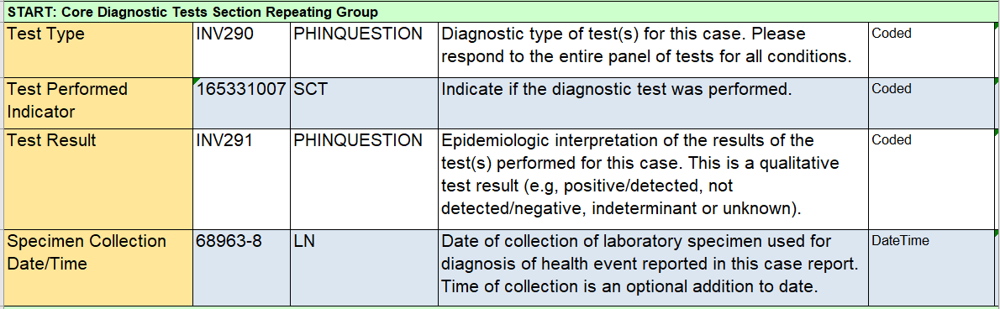 START: Core Diagnostic Tests Section Repeating Group
Test Type INV290 PHINQUESTION Diagnostic type of test(s) for this case. Please Coded
respond to the entire panel of tests for all conditions.
Test Performed 165331007 SCT Indicate if the diagnostic test was performed. Coded
Indicator
Test Result INV291 PHINQUESTION Epidemiologic interpretation of the results of the Coded
test(s) performed for this case. This is a qualitative
test result (e.g, positive/detected, not
detected/negative, indeterminant or unknown).
Specimen Collection 68963-8 LN Date of collection of laboratory specimen used for DateTime
Date/Time diagnosis of health event reported in this case report.
Time of collection is an optional addition to date.